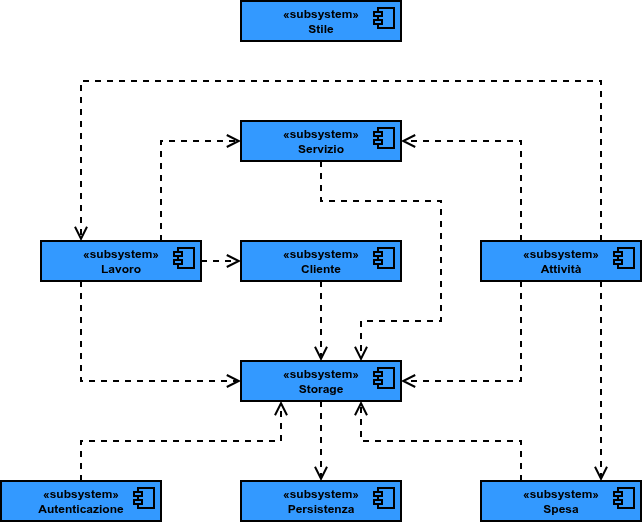 «subsystem»
Stile
«subsystem»
Servizio
«subsystem»
Lavoro
«subsystem»
Cliente
«subsystem»
Attività
«subsystem»
Storage
«subsystem»
Autenticazione
«subsystem»
Persistenza
«subsystem»
Spesa